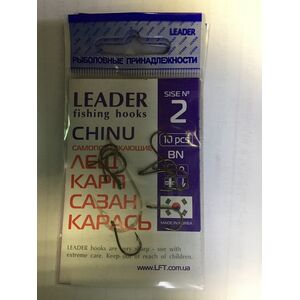 LEADER
РЫБОЛОВНЫЕ ПРИНАДЛЕЖНОСТИ
LEADER
fishing hooks
SISE №
2
CHINU
10 pcs
BN
ЛЕЩ
КАРП
САЗАН
КАРАСЬ
MADE IN KOREA
LEADER hooks are very sharp - use with
extreme care. Keep out of reach of children.
www.LFT.com.ua